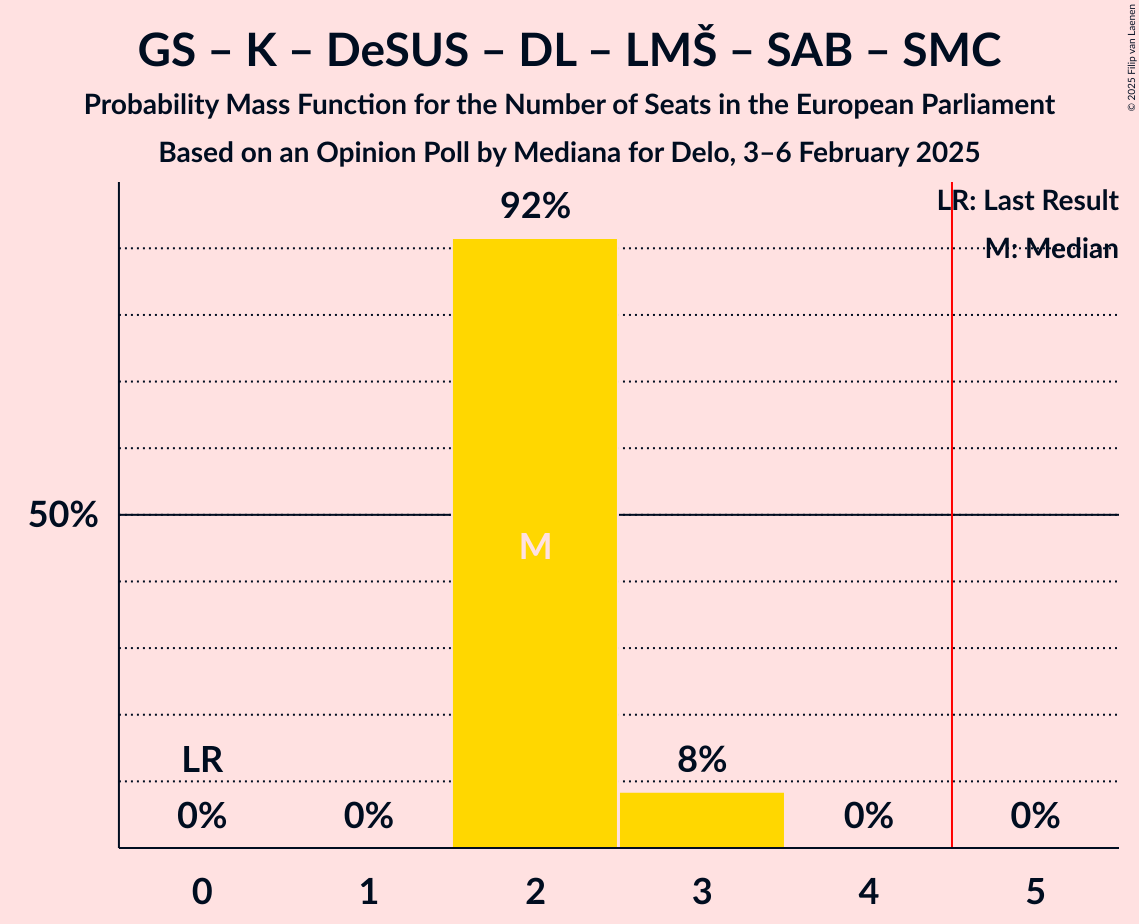 GS – K – DeSUS – DL – LMŠ – SAB – SMC
Probability Mass Function for the Number of Seats in the European Parliament
Based on an Opinion Poll by Mediana for Delo, 3–6 February 2025
© 2025 Filip van Laenen
LR: Last Result
M: Median
92%
50%
M
LR
8%
0% 0% 0% 0%
0 1 2 3 4 5